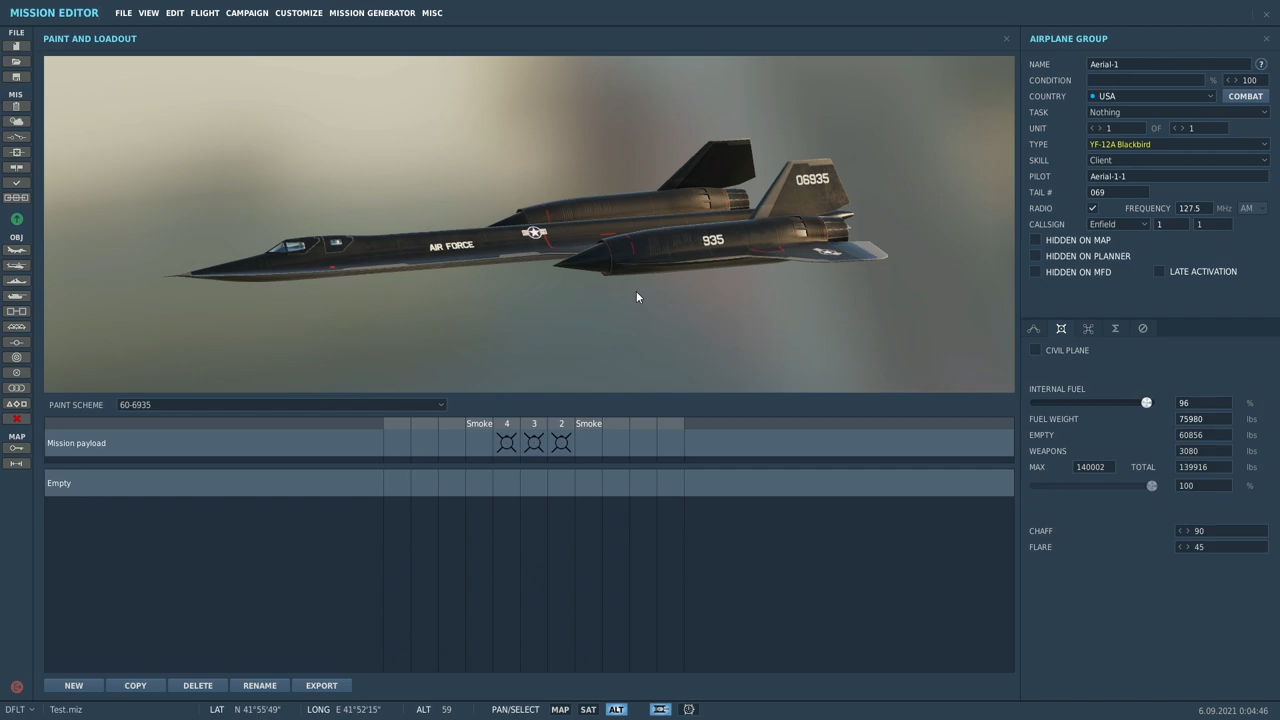 MISSION EDITOR FILE VIEW EDIT FLIGHT CAMPAIGN CUSTOMIZE MISSION GENERATOR MISC
FILE
MIS
OBJ
MAP
PAINT AND LOADOUT
06935
AIR FORCE
935
PAINT SCHEME 60-6935
Smoke 4 3 2 Smoke
Mission payload
Empty
NEW COPY DELETE RENAME EXPORT
AIRPLANE GROUP
NAME Aerial-1 ?
CONDITION % < > 100
COUNTRY USA COMBAT
TASK Nothing
UNIT < > 1 OF < > 1
TYPE YF-12A Blackbird
SKILL Client
PILOT Aerial-1-1
TAIL # 069
RADIO FREQUENCY 127.5 MHz AM
CALLSIGN Enfield 1 1
HIDDEN ON MAP
HIDDEN ON PLANNER
HIDDEN ON MFD LATE ACTIVATION
CIVIL PLANE
INTERNAL FUEL
96 %
FUEL WEIGHT 75980 lbs
EMPTY 60856 lbs
WEAPONS 3080 lbs
MAX 140002 TOTAL 139916 lbs
100 %
CHAFF < > 90
FLARE < > 45
DFLT Test.miz LAT N 41°55'49" LONG E 41°52'15" ALT 59 PAN/SELECT MAP SAT ALT 6.09.2021 0:04:46